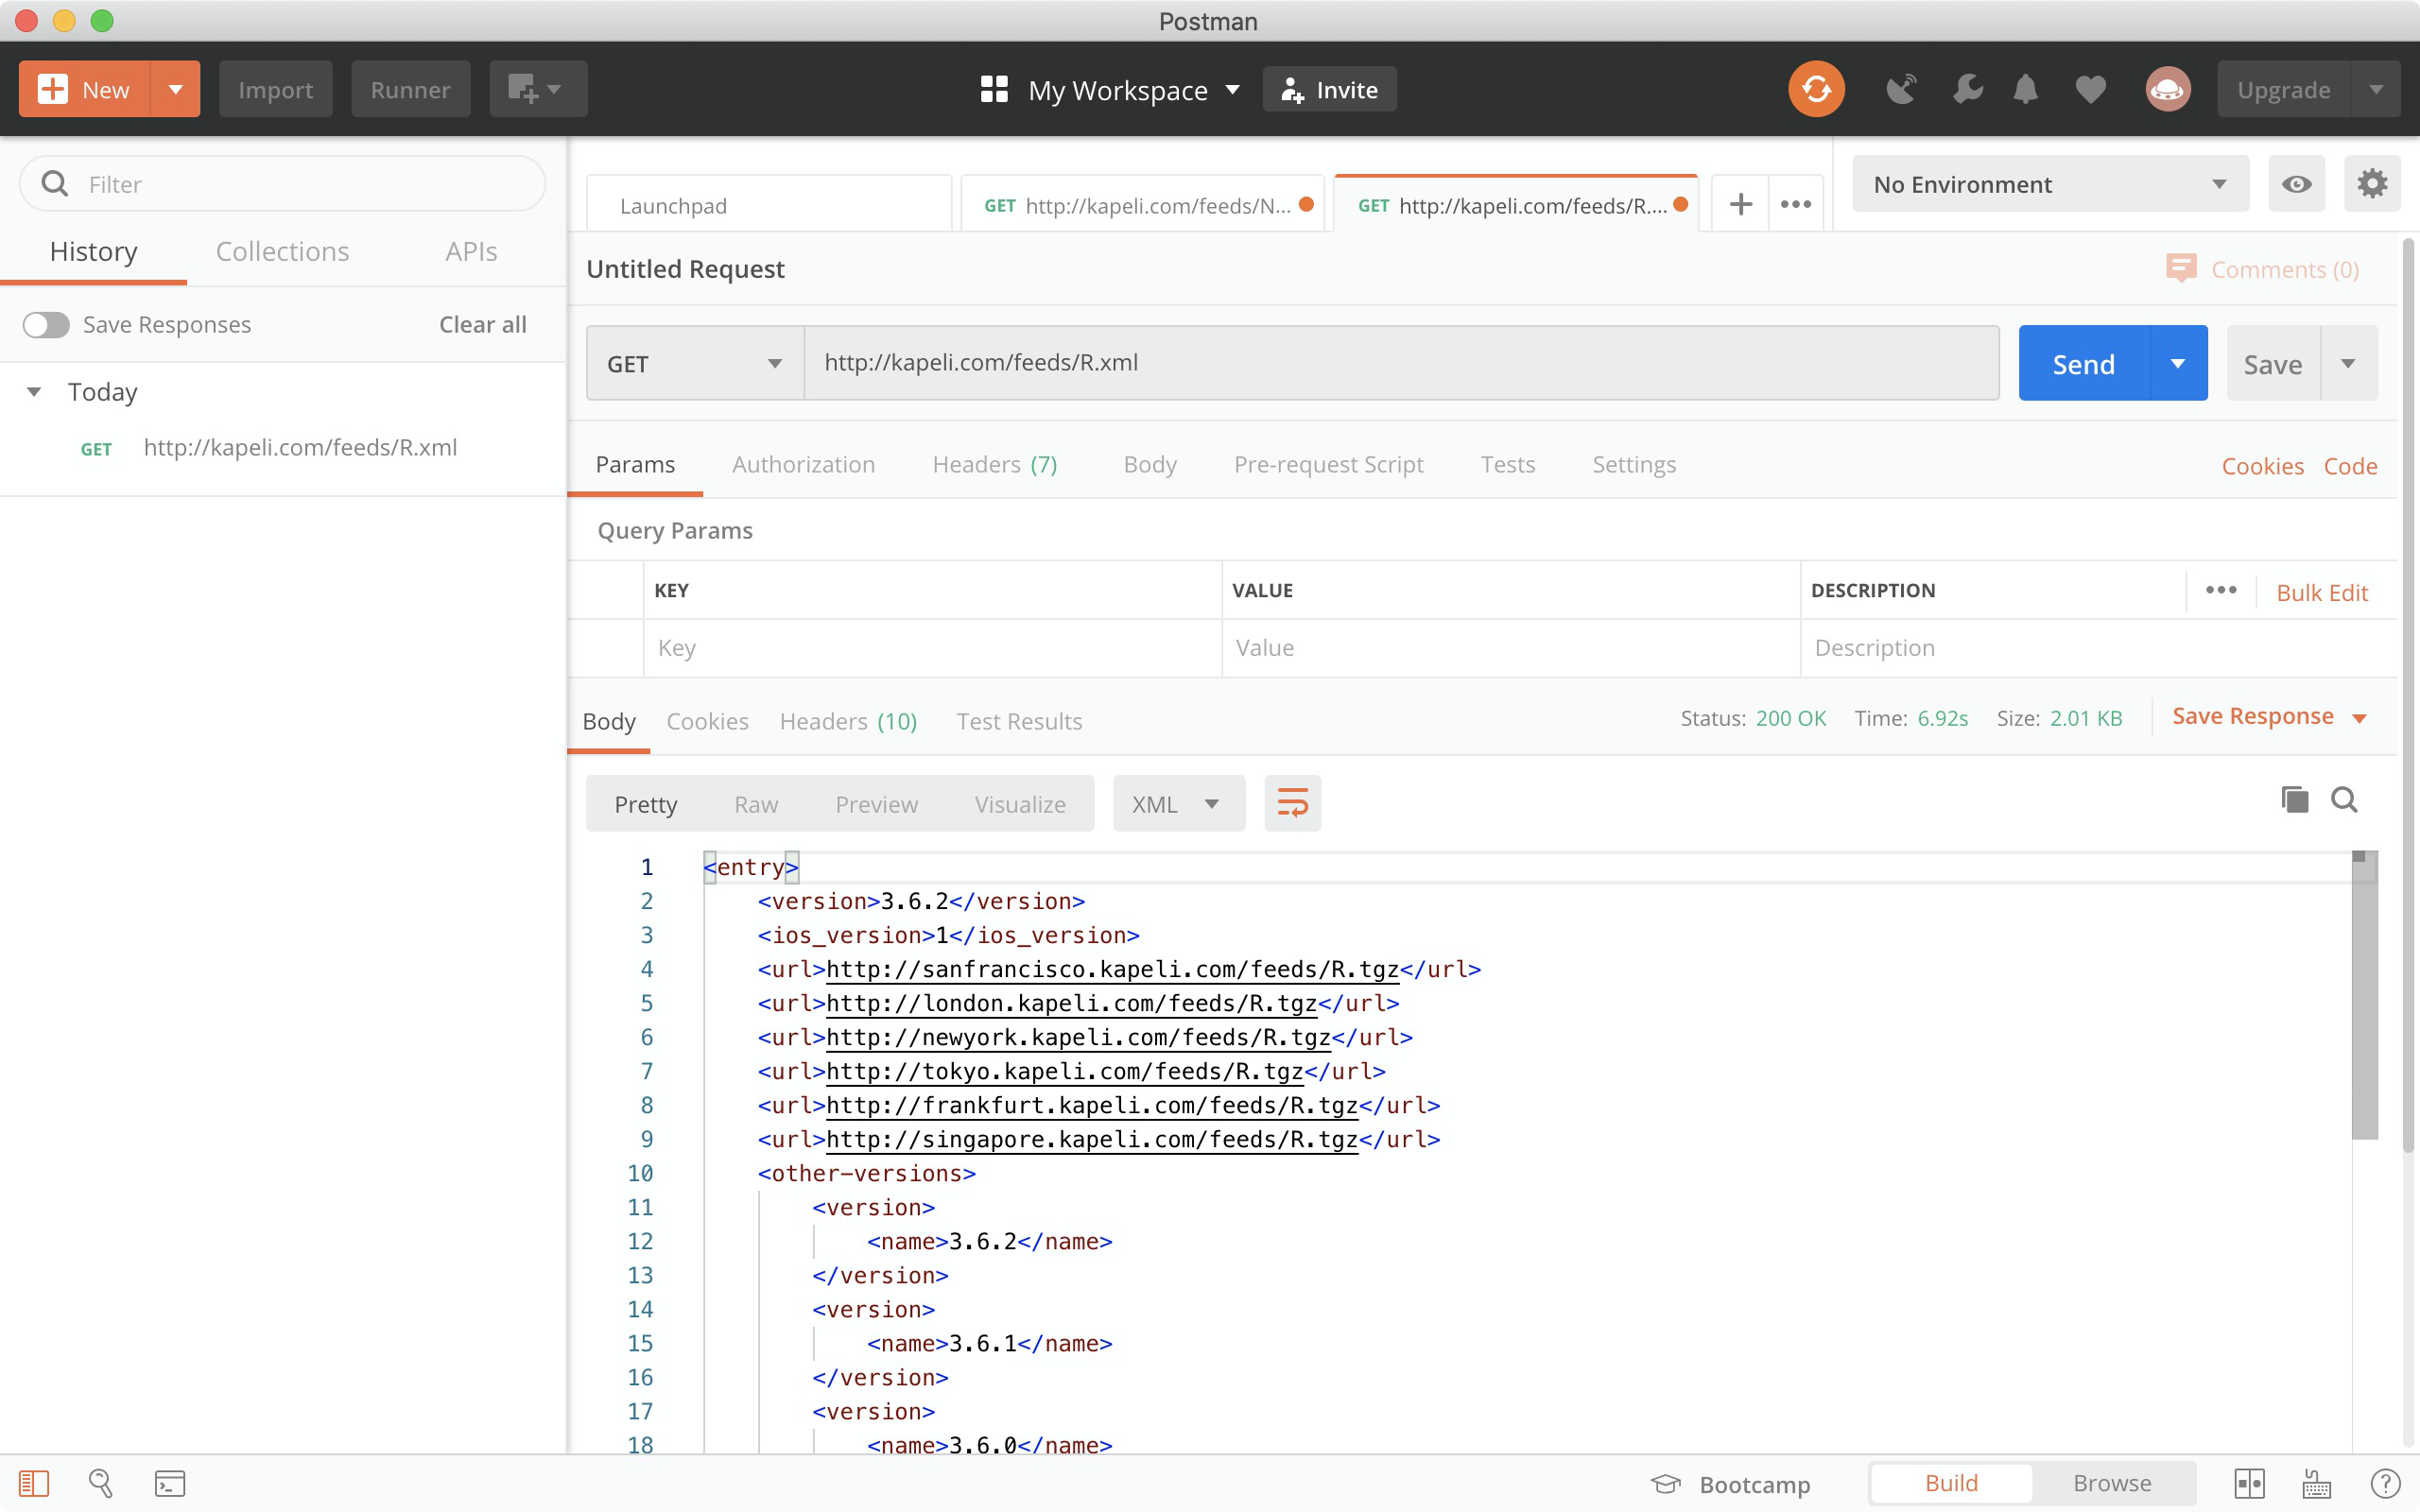 Postman
New Import Runner My Workspace Invite Upgrade
Filter
History Collections APIs
Save Responses Clear all
Today
GET http://kapeli.com/feeds/R.xml
Launchpad GET http://kapeli.com/feeds/N... GET http://kapeli.com/feeds/R.... No Environment
Untitled Request Comments (0)
GET http://kapeli.com/feeds/R.xml Send Save
Params Authorization Headers (7) Body Pre-request Script Tests Settings Cookies Code
Query Params
KEY VALUE DESCRIPTION Bulk Edit
Key Value Description
Body Cookies Headers (10) Test Results Status: 200 OK Time: 6.92s Size: 2.01 KB Save Response
Pretty Raw Preview Visualize XML
1 <entry>
2 <version>3.6.2</version>
3 <ios_version>1</ios_version>
4 <url>http://sanfrancisco.kapeli.com/feeds/R.tgz</url>
5 <url>http://london.kapeli.com/feeds/R.tgz</url>
6 <url>http://newyork.kapeli.com/feeds/R.tgz</url>
7 <url>http://tokyo.kapeli.com/feeds/R.tgz</url>
8 <url>http://frankfurt.kapeli.com/feeds/R.tgz</url>
9 <url>http://singapore.kapeli.com/feeds/R.tgz</url>
10 <other-versions>
11 <version>
12 <name>3.6.2</name>
13 </version>
14 <version>
15 <name>3.6.1</name>
16 </version>
17 <version>
18 <name>3.6.0</name>
Bootcamp Build Browse